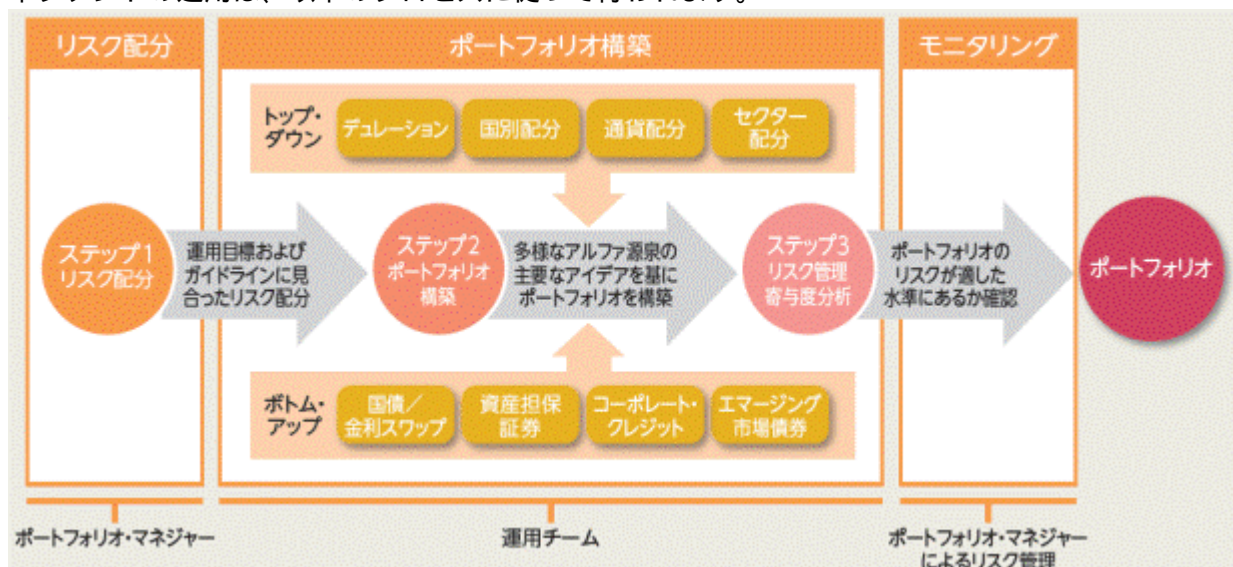 リスク配分
ポートフォリオ構築
モニタリング
トップ・
ダウン
デュレーション
国別配分
通貨配分
セクター
配分
ステップ1
リスク配分
運用目標および
ガイドラインに見
合ったリスク配分
ステップ2
ポートフォリオ
構築
多様なアルファ源泉の
主要なアイデアを基に
ポートフォリオを構築
ステップ3
リスク管理
寄与度分析
ポートフォリオの
リスクが適した
水準にあるか確認
ポートフォリオ
ボトム・
アップ
国債／
金利スワップ
資産担保
証券
コーポレート・
クレジット
エマージング
市場債券
ポートフォリオ・マネジャー
運用チーム
ポートフォリオ・マネジャー
によるリスク管理